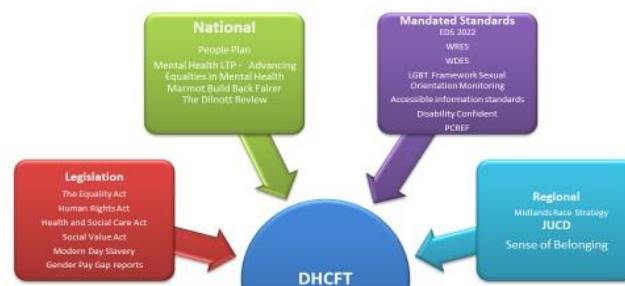 National
People Plan
Mental Health LTP - Advancing
Equalties in Mental Health
Marmot Build Back Fairer
The Dilnott Review
Mandated Standards
EDS 2022
WRES
WDES
LGBT Framework Sexual
Orientation Monitoring
Accessible information standards
Disability Confident
PCREF
Legislation
The Equality Act
Human Rights Act
Health and Social Care Act
Social Value Act
Modern Day Slavery
Gender Pay Gap reports
Regional
Midlands Race Strategy
JUCD
Sense of Belonging
DHCFT